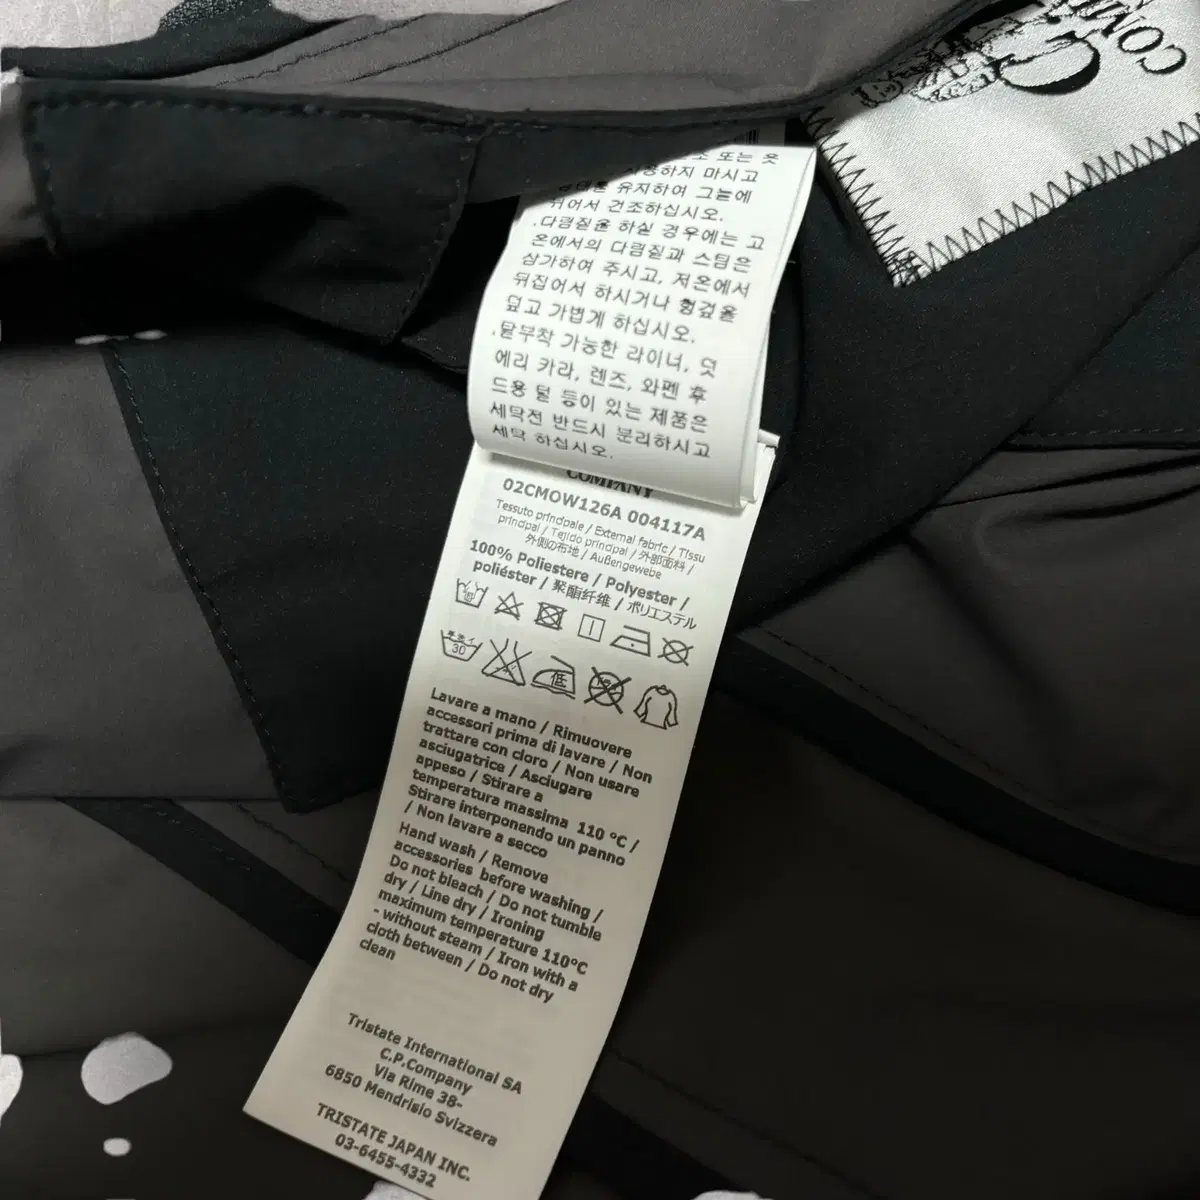 COMP
또는 옷
사용하지 마시고
형태를 유지하여 그늘에
뉘어서 건조하십시오.
.다림질을 하실 경우에는 고
온에서의 다림질과 스팀은
삼가하여 주시고, 저온에서
뒤집어서 하시거나 헝겊을
덮고 가볍게 하십시오.
.탈부착 가능한 라이너, 덧
에리 카라, 렌즈, 와펜 후
드용 털 등이 있는 제품은
세탁전 반드시 분리하시고
세탁 하십시오.
COMPANY
02CMOW126A 004117A
Tessuto principale / External fabric / Tissu
principal / Tejido principal / 外部面料 /
外側の布地 / Außengewebe
100% Poliestere / Polyester /
poliéster / 聚酯纤维 / ポリエステル
30
低
Lavare a mano / Rimuovere
accessori prima di lavare / Non
trattare con cloro / Non usare
asciugatrice / Asciugare
appeso / Stirare a
temperatura massima 110 °C /
Stirare interponendo un panno
/ Non lavare a secco
Hand wash / Remove
accessories before washing /
Do not bleach / Do not tumble
dry / Line dry / Ironing
maximum temperature 110°C
- without steam / Iron with a
cloth between / Do not dry
clean
Tristate International SA
C.P.Company
Via Rime 38-
6850 Mendrisio Svizzera
TRISTATE JAPAN INC.
03-6455-4332